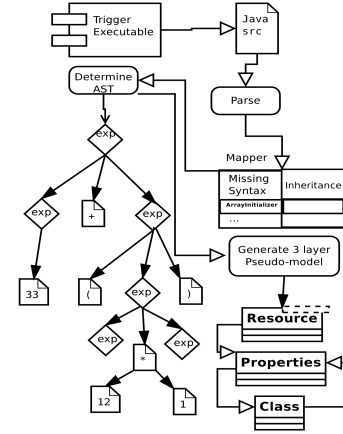 Trigger
Executable
Java
src
Determine
AST
Parse
exp
Mapper
Missing
Syntax
Inheritance
ArrayInitializer
...
exp
+
exp
Generate 3 layer
Pseudo-model
33
(
exp
)
Resource
exp
*
exp
Properties
12
1
Class